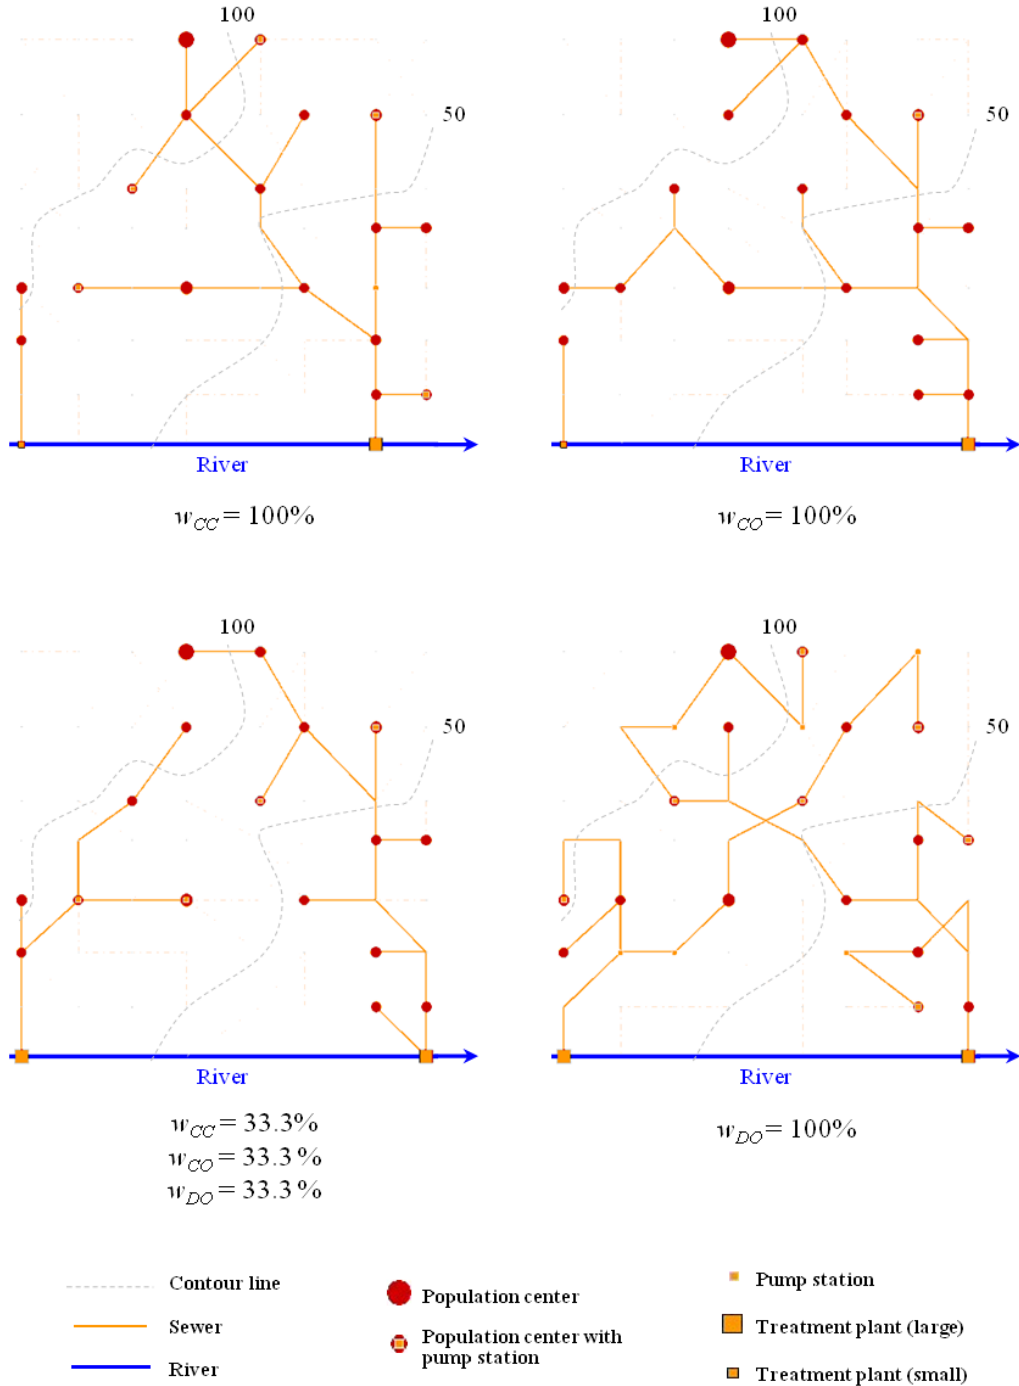 100
100
50
50
River
River
w_CC = 100%
w_CO = 100%
100
100
50
50
River
River
w_CC = 33.3%
w_CO = 33.3 %
w_DO = 33.3 %
w_DO = 100%
Contour line
Sewer
River
Population center
Population center with
pump station
Pump station
Treatment plant (large)
Treatment plant (small)